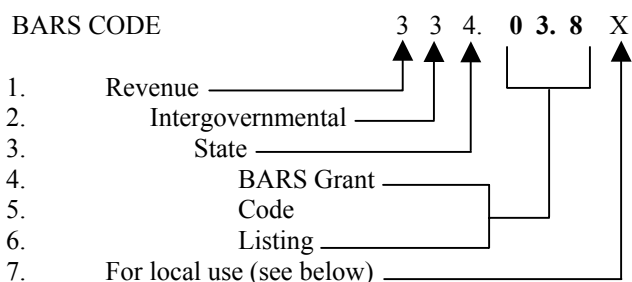 BARS CODE 3 3 4. 0 3. 8 X
1. Revenue
2. Intergovernmental
3. State
4. BARS Grant
5. Code
6. Listing
7. For local use (see below)